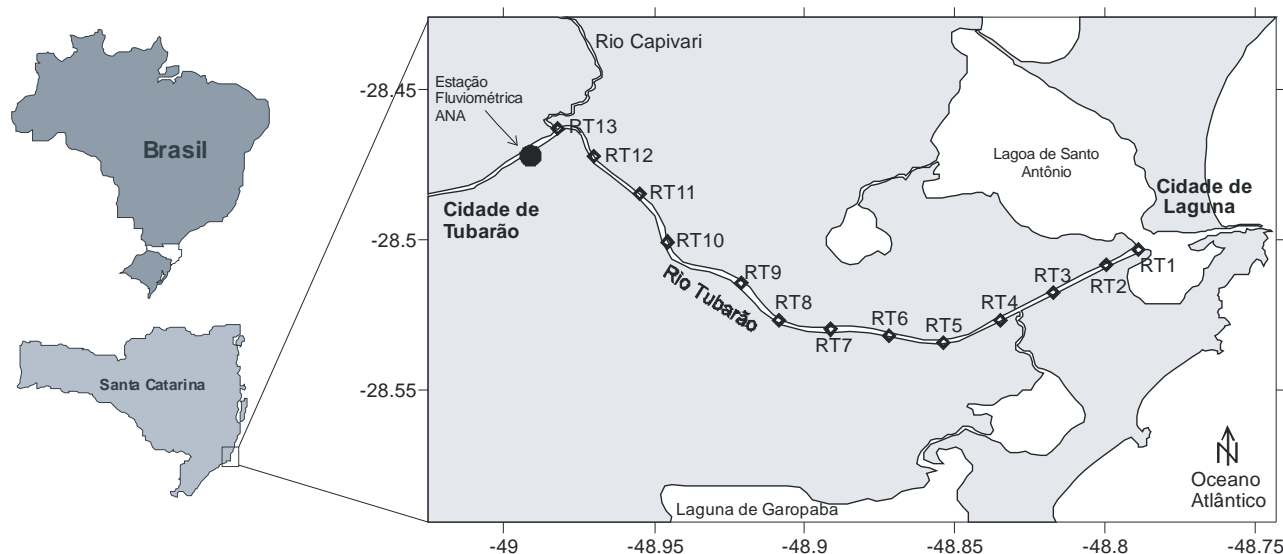 Brasil
Santa Catarina
Rio Capivari
-28.45
Estação
Fluviométrica
ANA
RT13
RT12
RT11
Cidade de
Tubarão
RT10
-28.5
RT9
Rio Tubarão
RT8
RT7
RT6
RT5
RT4
RT3
RT2
RT1
Lagoa de Santo
Antônio
Cidade de
Laguna
-28.55
N
Oceano
Atlântico
Laguna de Garopaba
-49
-48.95
-48.9
-48.85
-48.8
-48.75